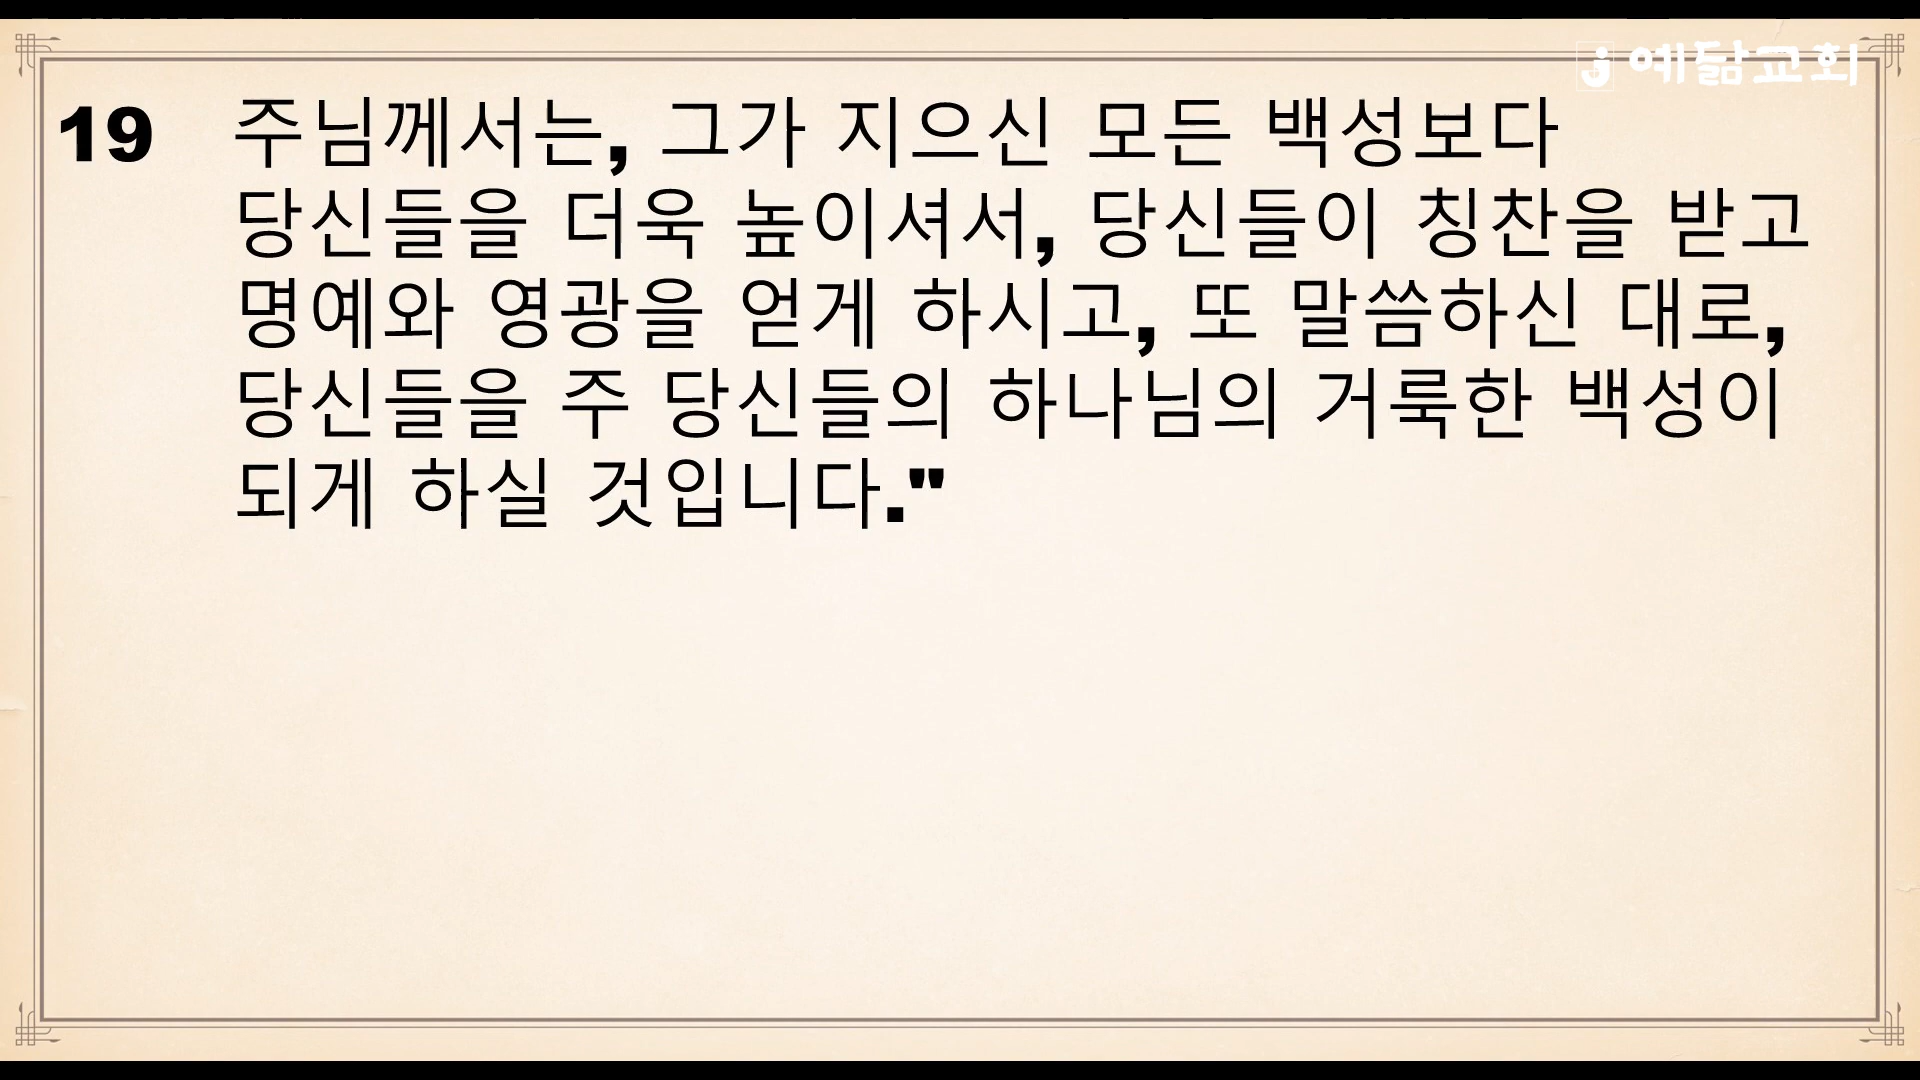 예닮교회
19 주님께서는, 그가 지으신 모든 백성보다
당신들을 더욱 높이셔서, 당신들이 칭찬을 받고
명예와 영광을 얻게 하시고, 또 말씀하신 대로,
당신들을 주 당신들의 하나님의 거룩한 백성이
되게 하실 것입니다."